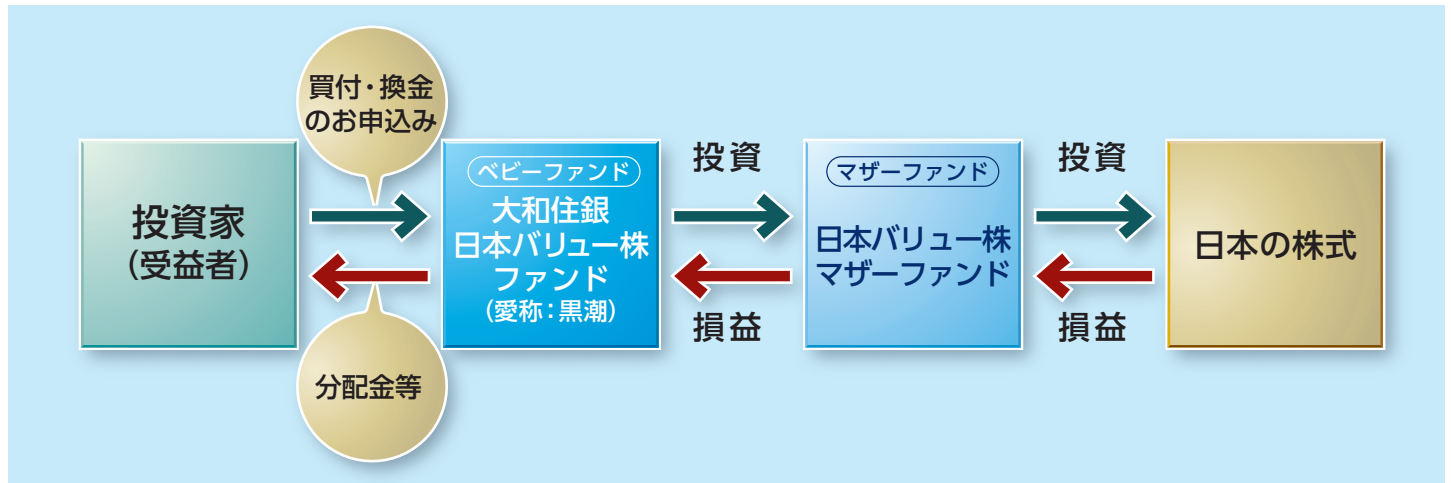 買付・換金
のお申込み
投資家
(受益者)
分配金等
ベビーファンド
大和住銀
日本バリュー株
ファンド
(愛称:黒潮)
投資
損益
マザーファンド
日本バリュー株
マザーファンド
投資
損益
日本の株式